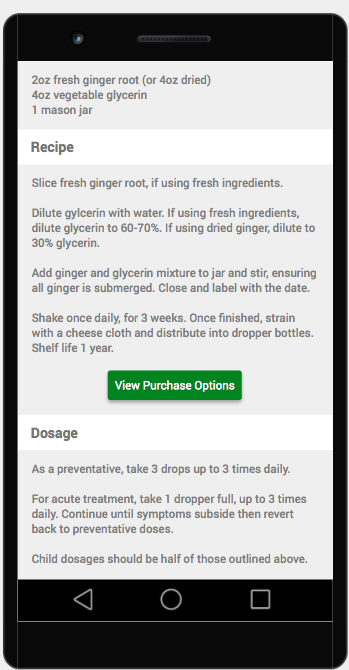 2oz fresh ginger root (or 4oz dried)
4oz vegetable glycerin
1 mason jar
Recipe
Slice fresh ginger root, if using fresh ingredients.
Dilute gylcerin with water. If using fresh ingredients,
dilute glycerin to 60-70%. If using dried ginger, dilute to
30% glycerin.
Add ginger and glycerin mixture to jar and stir, ensuring
all ginger is submerged. Close and label with the date.
Shake once daily, for 3 weeks. Once finished, strain
with a cheese cloth and distribute into dropper bottles.
Shelf life 1 year.
View Purchase Options
Dosage
As a preventative, take 3 drops up to 3 times daily.
For acute treatment, take 1 dropper full, up to 3 times
daily. Continue until symptoms subside then revert
back to preventative doses.
Child dosages should be half of those outlined above.